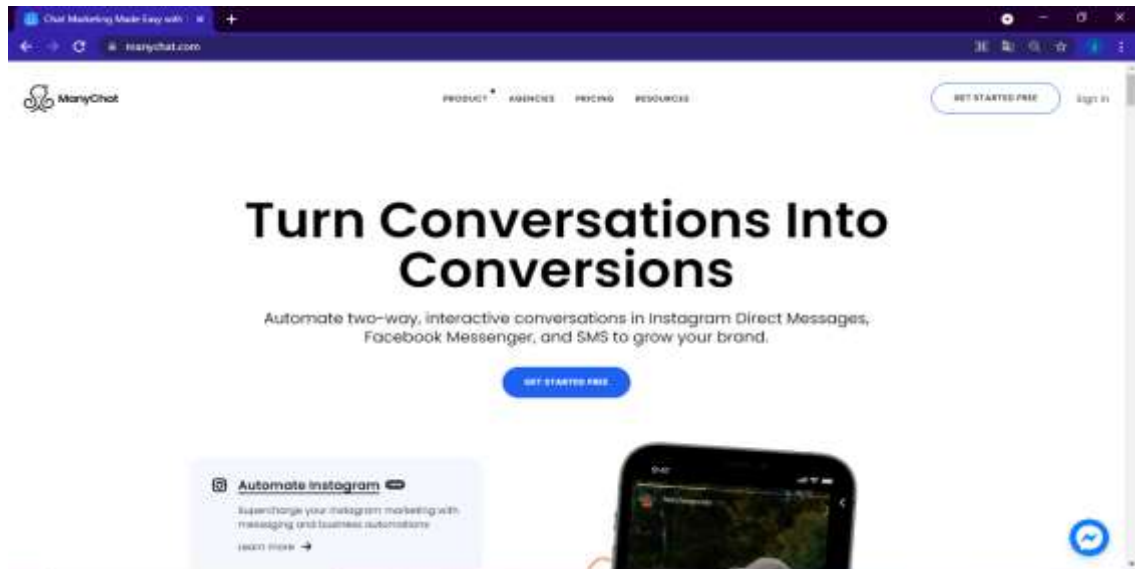 Chat Marketing Made Easy with
manychat.com
ManyChat
PRODUCT AGENCIES PRICING RESOURCES
GET STARTED FREE
Sign In
Turn Conversations Into
Conversions
Automate two-way, interactive conversations in Instagram Direct Messages,
Facebook Messenger, and SMS to grow your brand.
GET STARTED FREE
Automate Instagram
Supercharge your Instagram marketing with
messaging and business automations
Learn more
9:41